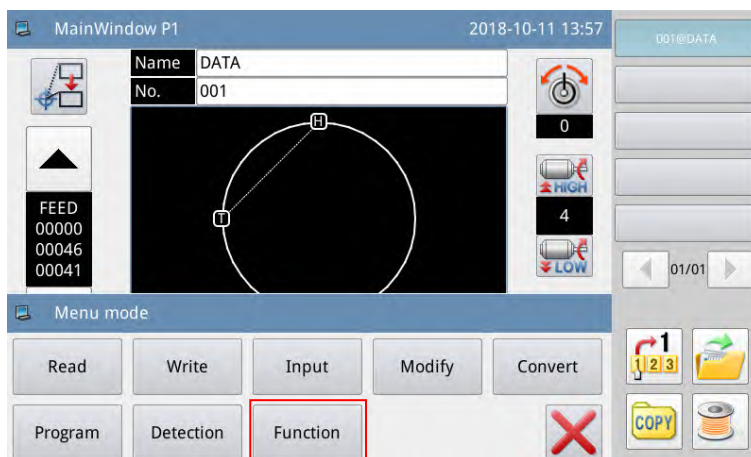 MainWindow P1 2018-10-11 13:57
001@DATA
Name DATA
No. 001
H
0
T
HIGH
FEED
00000
00046
00041
4
LOW
01/01
Menu mode
1
1 2 3
Read Write Input Modify Convert
COPY
Program Detection Function